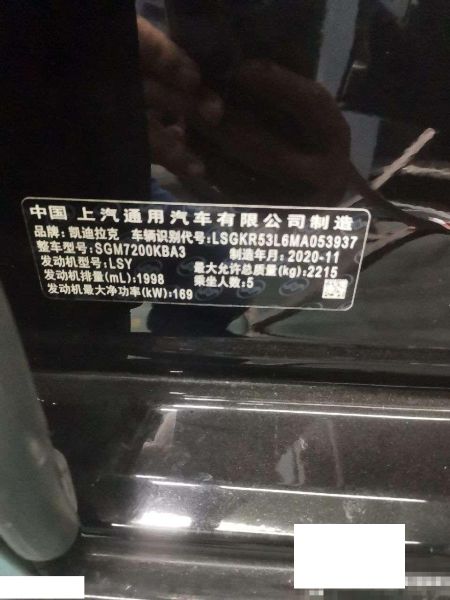 中国 上汽通用汽车有限公司制造
品牌: 凯迪拉克 车辆识别代号:LSGKR53L6MA053937
整车型号:SGM7200KBA3 制造年月:2020-11
发动机型号:LSY 最大允许总质量(kg):2215
发动机排量(mL):1998 乘坐人数:5
发动机最大净功率(kW):169